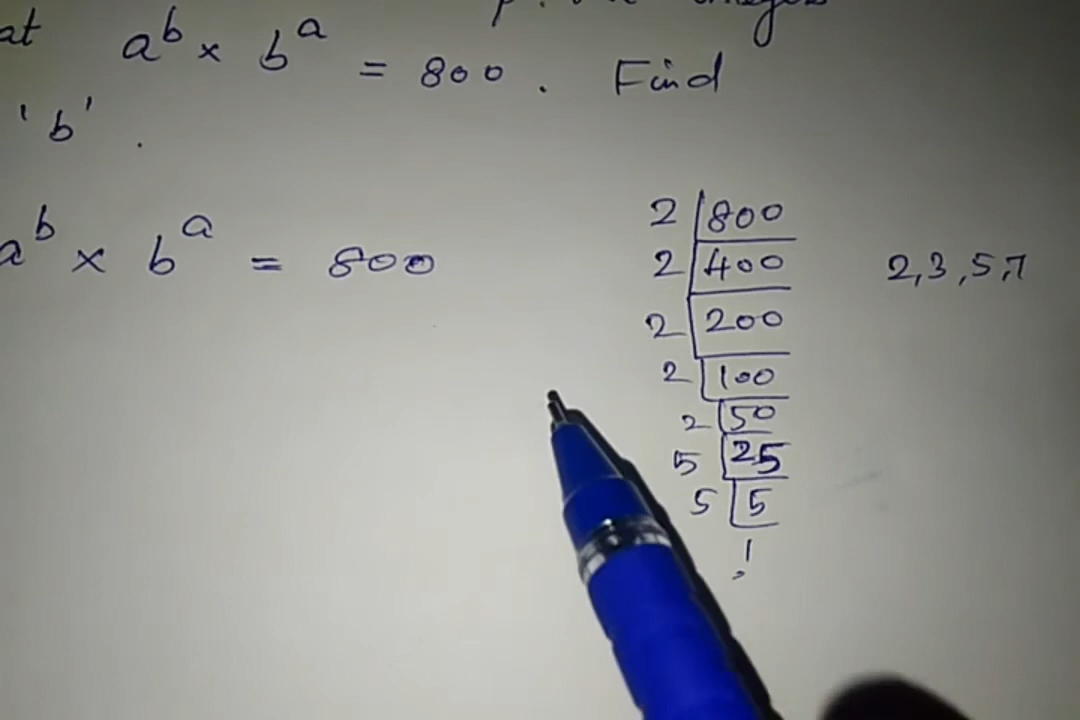 at a^b × b^a = 800 . Find
'b' .
a^b × b^a = 800
2 | 800
2 | 400
2 | 200
2 | 100
2 | 50
5 | 25
5 | 5
1
2,3,5,7